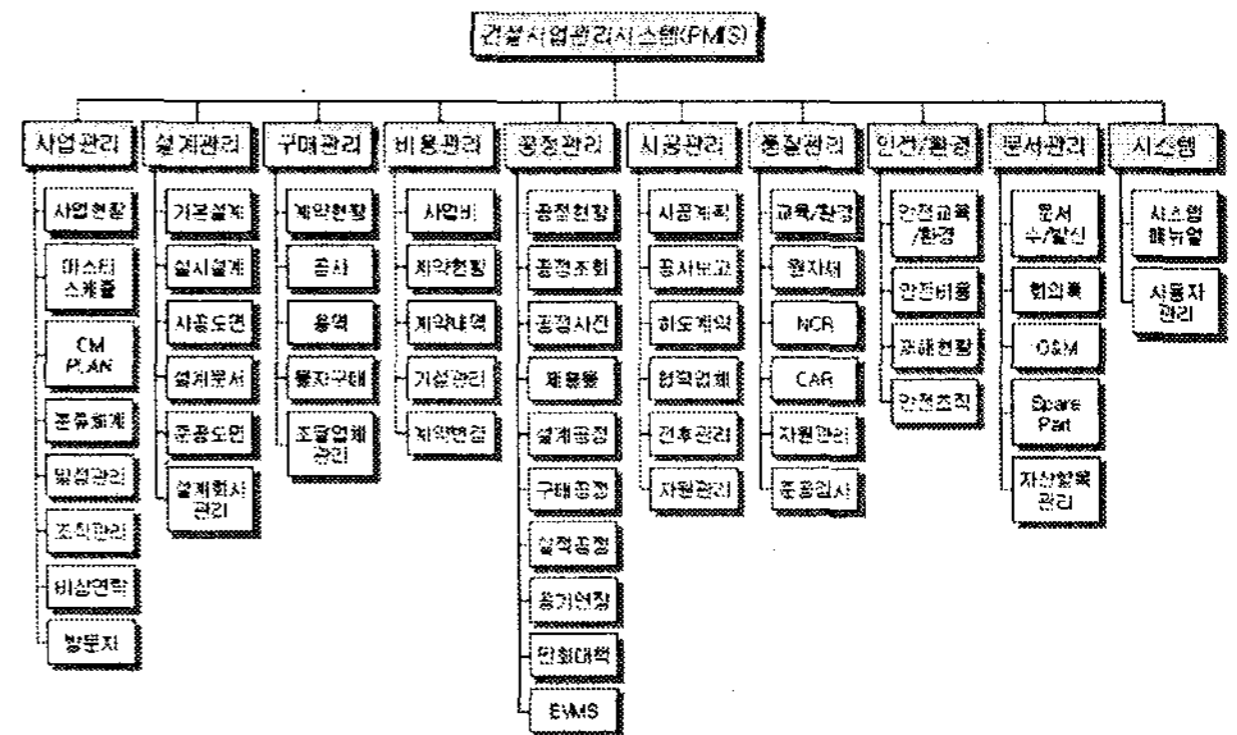 건설사업관리시스템(PMIS)
사업관리
설계관리
구매관리
비용관리
공정관리
시공관리
품질관리
안전/환경
문서관리
시스템
사업현황
마스터
스케쥴
CM
PLAN
분류체계
일정관리
조직관리
비상연락
방문자
기본설계
실시설계
시공도면
설계문서
준공도면
설계회사
관리
계약현황
공사
용역
물자구매
조달업체
관리
사업비
계약현황
계약내역
기성관리
계약변경
공정현황
공정조회
공정사진
설계공정
구매공정
실적공정
공기연장
만회대책
EVMS
시공계획
공사보고
하도계약
협력업체
자원관리
교육/환경
원자재
NCR
CAR
자원관리
준공검사
안전교육
/환경
안전비용
재해현황
안전조직
문서
수/발신
회의록
O&M
Spare
Part
자산항목
관리
시스템
매뉴얼
사용자
관리